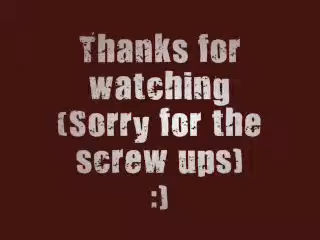 Thanks for
watching
(Sorry for the
screw ups)
:)